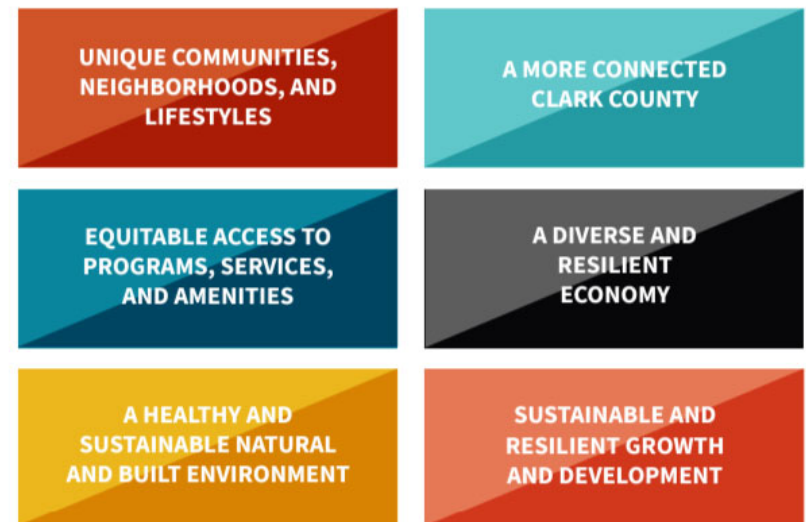 UNIQUE COMMUNITIES,
NEIGHBORHOODS, AND
LIFESTYLES
A MORE CONNECTED
CLARK COUNTY
EQUITABLE ACCESS TO
PROGRAMS, SERVICES,
AND AMENITIES
A DIVERSE AND
RESILIENT
ECONOMY
A HEALTHY AND
SUSTAINABLE NATURAL
AND BUILT ENVIRONMENT
SUSTAINABLE AND
RESILIENT GROWTH
AND DEVELOPMENT